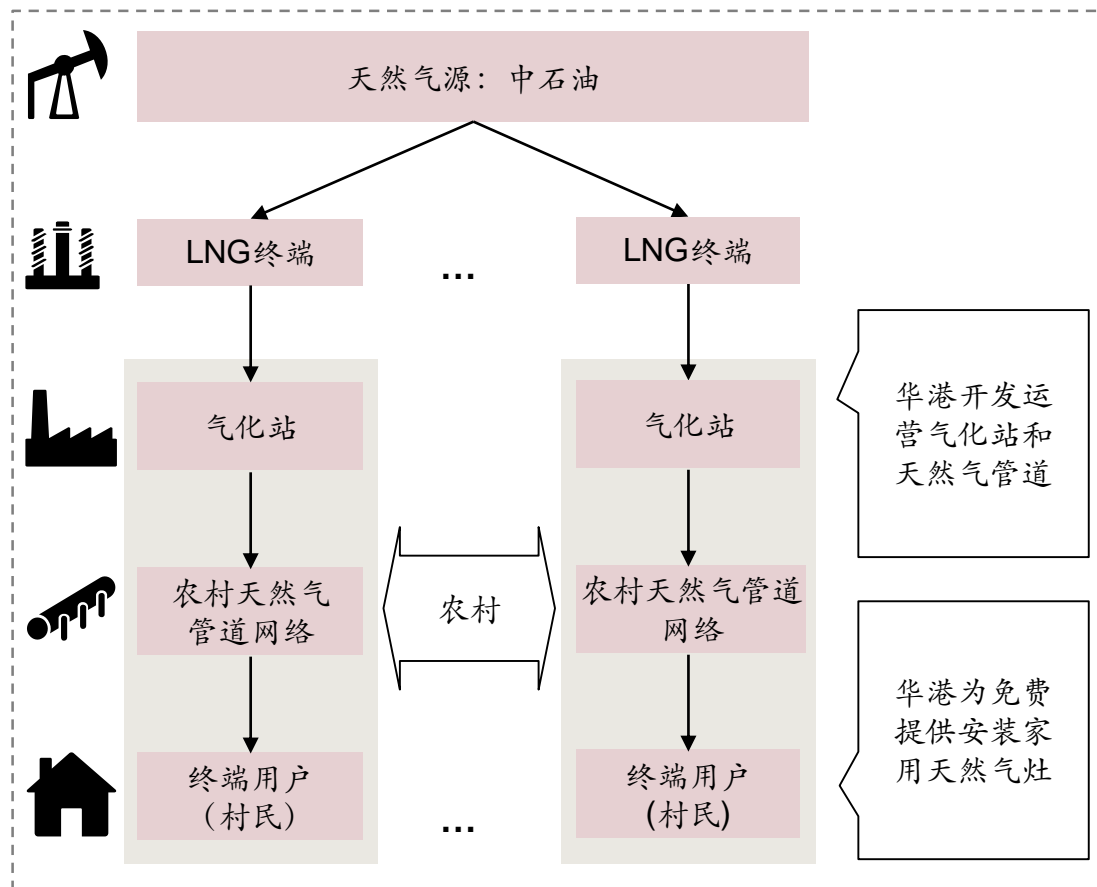 天然气源：中石油
LNG终端
...
LNG终端
气化站
气化站
华港开发运
营气化站和
天然气管道
农村天然气
管道网络
农村
农村天然气管道
网络
华港为免费
提供安装家
用天然气灶
终端用户
（村民）
...
终端用户
(村民)